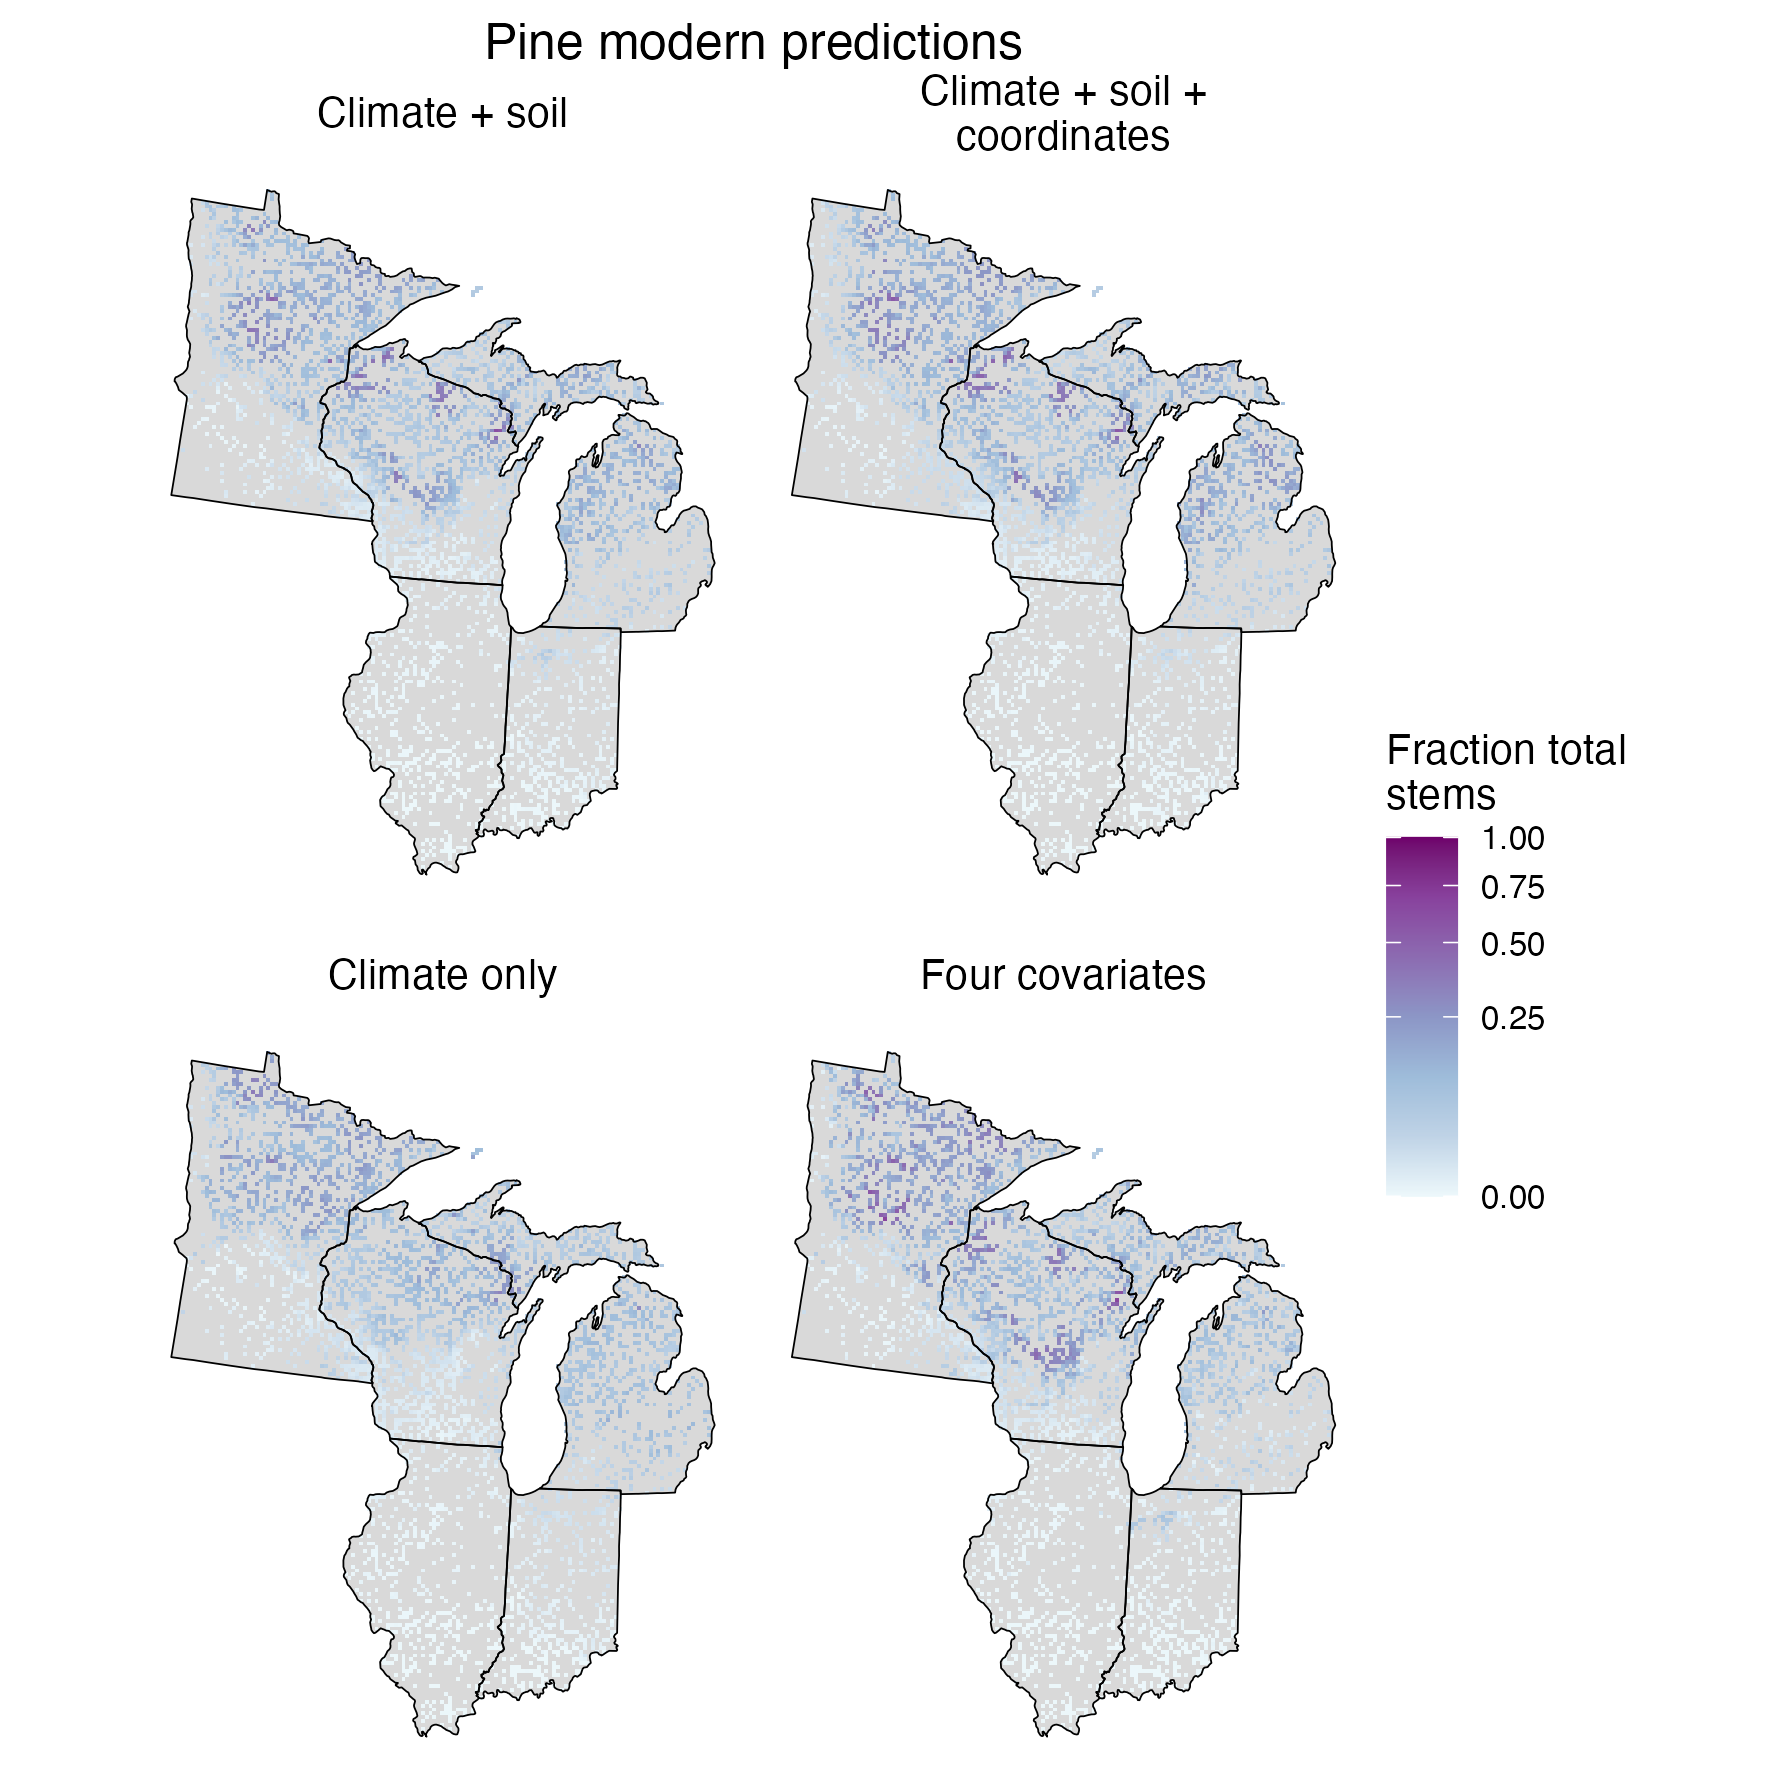 Pine modern predictions
Climate + soil
Climate + soil +
coordinates
Climate only
Four covariates
Fraction total
stems
1.00
0.75
0.50
0.25
0.00